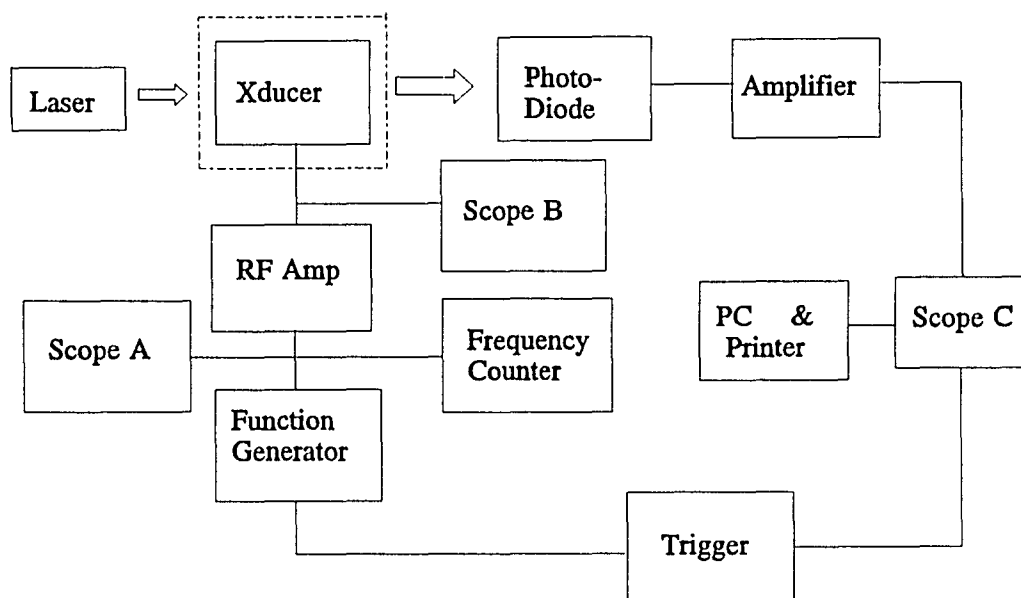 Laser
Xducer
Photo-
Diode
Amplifier
Scope B
RF Amp
Scope A
Frequency
Counter
PC &
Printer
Scope C
Function
Generator
Trigger